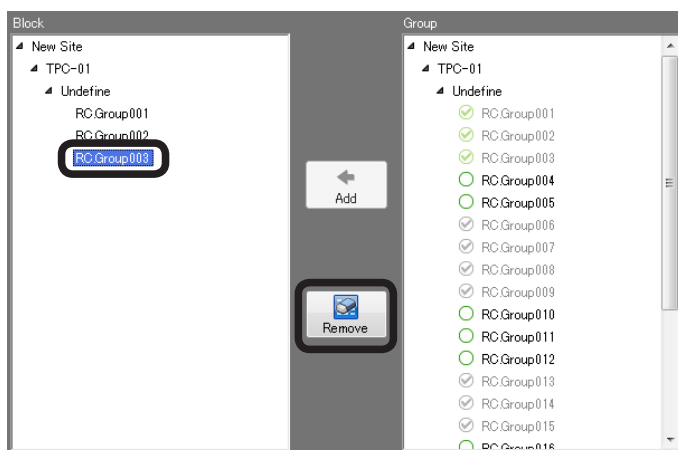 Block
New Site
TPC-01
Undefine
RC.Group001
RC.Group002
RC.Group003
Add
Remove
Group
New Site
TPC-01
Undefine
RC.Group001
RC.Group002
RC.Group003
RC.Group004
RC.Group005
RC.Group006
RC.Group007
RC.Group008
RC.Group009
RC.Group010
RC.Group011
RC.Group012
RC.Group013
RC.Group014
RC.Group015
RC.Group016